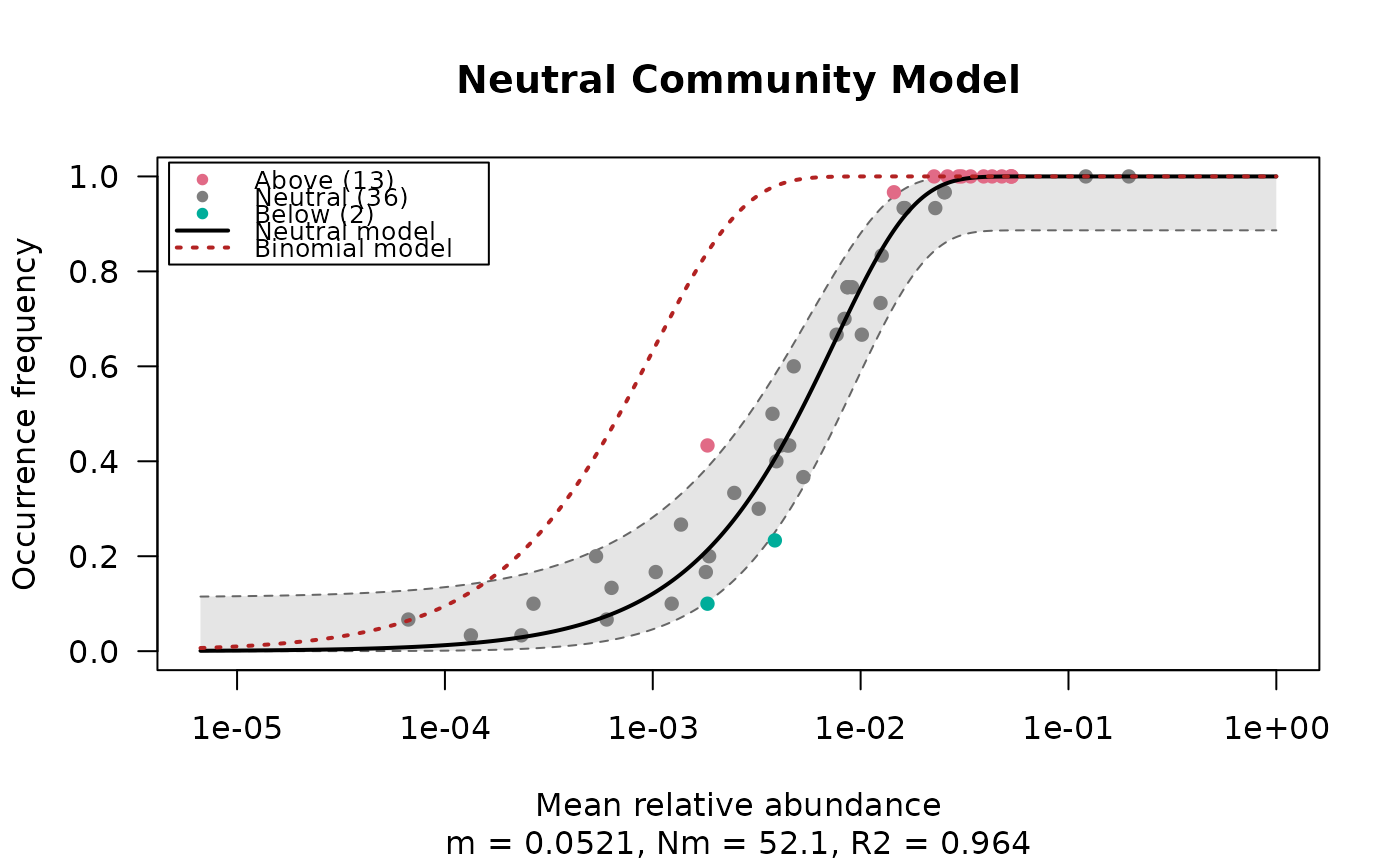 Neutral Community Model
Above (13)
Neutral (36)
Below (2)
Neutral model
Binomial model
1.0
0.8
0.6
0.4
0.2
0.0
Occurrence frequency
1e-05 1e-04 1e-03 1e-02 1e-01 1e+00
Mean relative abundance
m = 0.0521, Nm = 52.1, R2 = 0.964